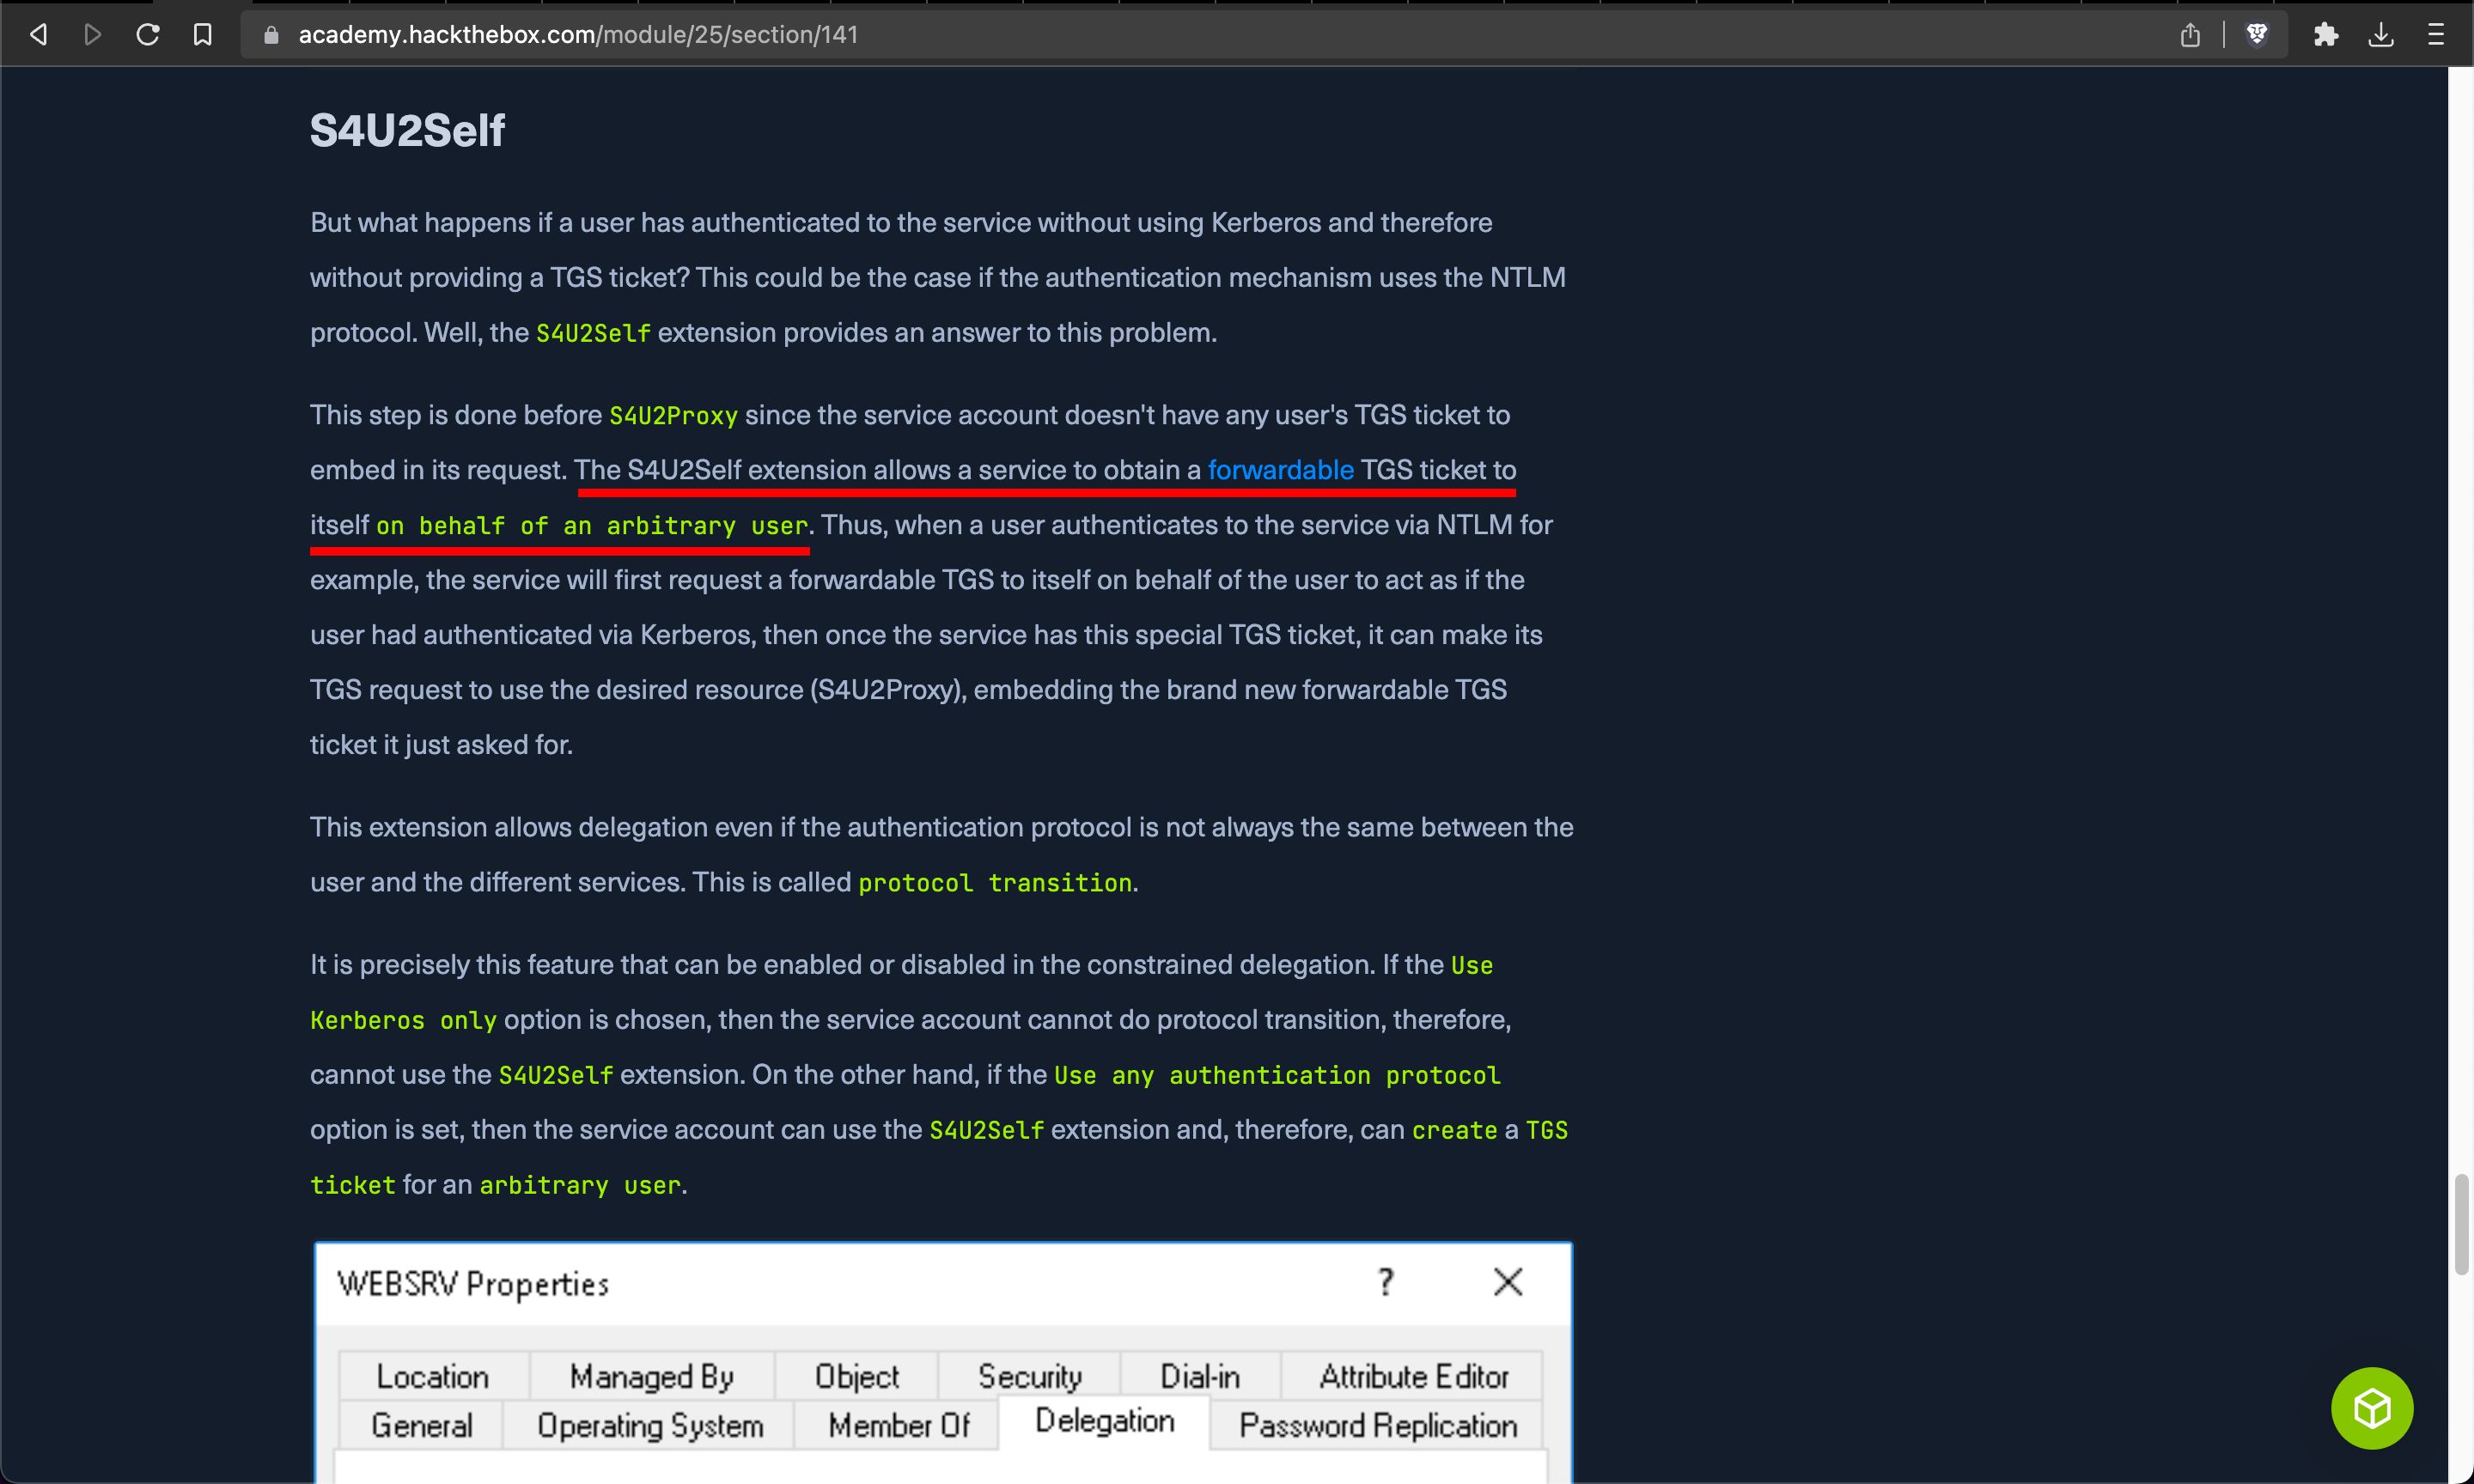 academy.hackthebox.com/module/25/section/141
S4U2Self
But what happens if a user has authenticated to the service without using Kerberos and therefore
without providing a TGS ticket? This could be the case if the authentication mechanism uses the NTLM
protocol. Well, the S4U2Self extension provides an answer to this problem.
This step is done before S4U2Proxy since the service account doesn't have any user's TGS ticket to
embed in its request. The S4U2Self extension allows a service to obtain a forwardable TGS ticket to
itself on behalf of an arbitrary user. Thus, when a user authenticates to the service via NTLM for
example, the service will first request a forwardable TGS to itself on behalf of the user to act as if the
user had authenticated via Kerberos, then once the service has this special TGS ticket, it can make its
TGS request to use the desired resource (S4U2Proxy), embedding the brand new forwardable TGS
ticket it just asked for.
This extension allows delegation even if the authentication protocol is not always the same between the
user and the different services. This is called protocol transition.
It is precisely this feature that can be enabled or disabled in the constrained delegation. If the Use
Kerberos only option is chosen, then the service account cannot do protocol transition, therefore,
cannot use the S4U2Self extension. On the other hand, if the Use any authentication protocol
option is set, then the service account can use the S4U2Self extension and, therefore, can create a TGS
ticket for an arbitrary user.
WEBSRV Properties ?
Location Managed By Object Security Dial-in Attribute Editor
General Operating System Member Of Delegation Password Replication